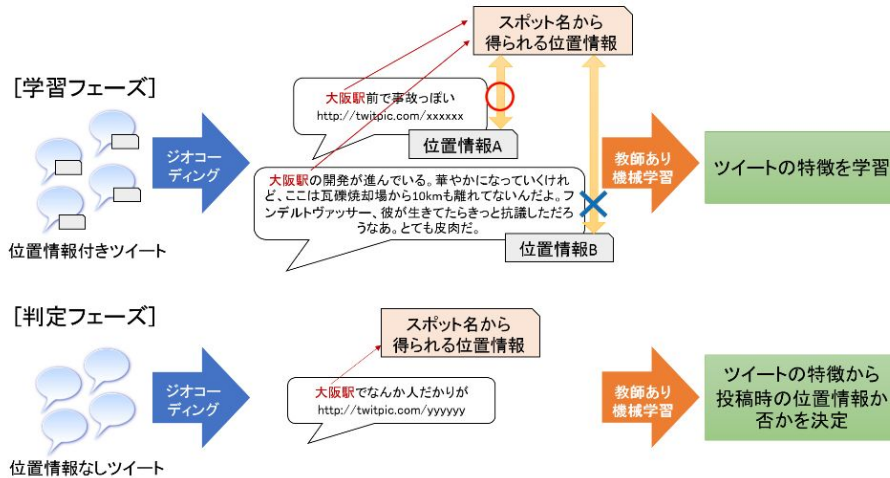 スポット名から
得られる位置情報
[学習フェーズ]
大阪駅前で事故っぽい
http://twitpic.com/xxxxxx
位置情報A
ジオコー
ディング
教師あり
機械学習
ツイートの特徴を学習
大阪駅の開発が進んでいる。華やかになっていくけれ
ど、ここは瓦礫焼却場から10kmも離れてないんだよ。フ
ンデルトヴァッサー、彼が生きてたらきっと抗議しただろ
うなあ。とても皮肉だ。
位置情報B
位置情報付きツイート
[判定フェーズ]
スポット名から
得られる位置情報
ジオコー
ディング
大阪駅でなんか人だかりが
http://twitpic.com/yyyyyy
教師あり
機械学習
ツイートの特徴から
投稿時の位置情報か
否かを決定
位置情報なしツイート